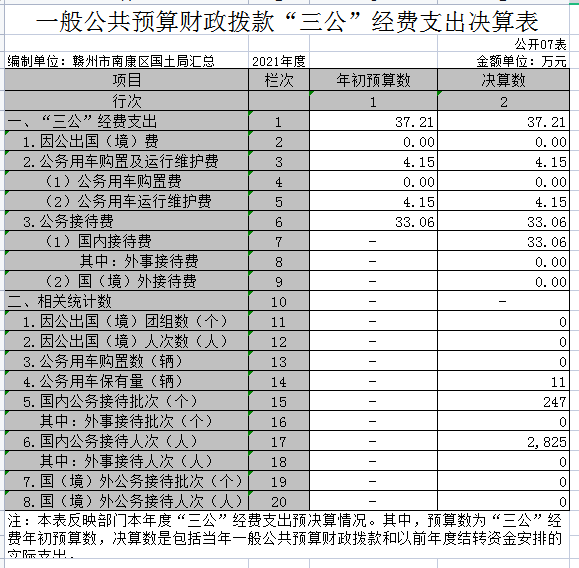 一般公共预算财政拨款“三公”经费支出决算表
公开07表
编制单位：赣州市南康区国土局汇总 2021年度 金额单位：万元
项目 栏次 年初预算数 决算数
行次 1 2
一、“三公”经费支出 1 37.21 37.21
1.因公出国（境）费 2 0.00 0.00
2.公务用车购置及运行维护费 3 4.15 4.15
（1）公务用车购置费 4 0.00 0.00
（2）公务用车运行维护费 5 4.15 4.15
3.公务接待费 6 33.06 33.06
（1）国内接待费 7 - 33.06
其中：外事接待费 8 - 0.00
（2）国（境）外接待费 9 - 0.00
二、相关统计数 10 - -
1.因公出国（境）团组数（个） 11 - 0
2.因公出国（境）人次数（人） 12 - 0
3.公务用车购置数（辆） 13 - 0
4.公务用车保有量（辆） 14 - 11
5.国内公务接待批次（个） 15 - 247
其中：外事接待批次（个） 16 - 0
6.国内公务接待人次（人） 17 - 2,825
其中：外事接待人次（人） 18 - 0
7.国（境）外公务接待批次（个） 19 - 0
8.国（境）外公务接待人次（人） 20 - 0
注：本表反映部门本年度“三公”经费支出预决算情况。其中，预算数为“三公”经
费年初预算数，决算数是包括当年一般公共预算财政拨款和以前年度结转资金安排的
实际支出。